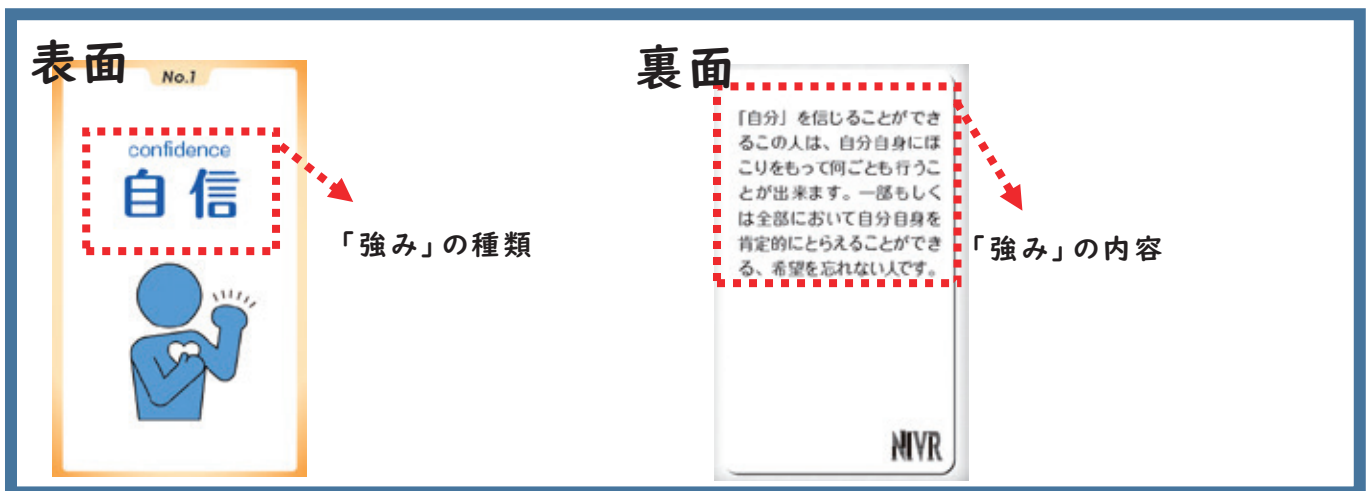 表面
No.1
confidence
自信
「強み」の種類
裏面
「自分」を信じることができ
るこの人は、自分自身にほ
こりをもって何ごとも行うこ
とが出来ます。一部もしく
は全部において自分自身を
肯定的にとらえることができ
る、希望を忘れない人です。
「強み」の内容
NIVR